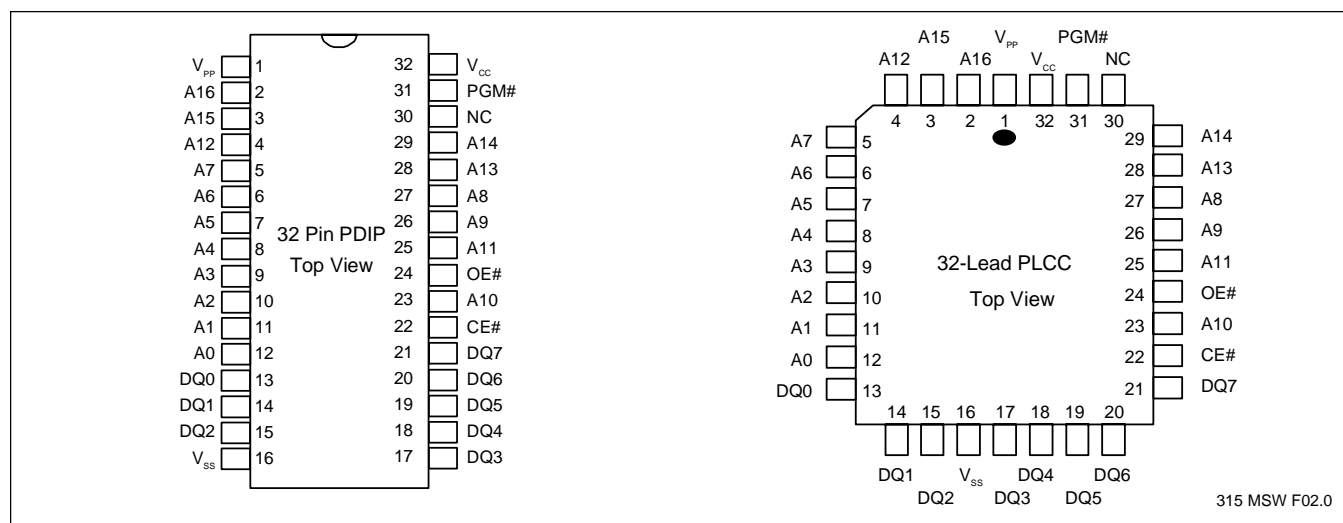 V_PP 1 32 V_CC
A16 2 31 PGM#
A15 3 30 NC
A12 4 29 A14
A7 5 28 A13
A6 6 27 A8
A5 7 26 A9
A4 8 25 A11
A3 9 24 OE#
A2 10 23 A10
A1 11 22 CE#
A0 12 21 DQ7
DQ0 13 20 DQ6
DQ1 14 19 DQ5
DQ2 15 18 DQ4
V_SS 16 17 DQ3
32 Pin PDIP
Top View
A15 V_PP PGM#
A12 A16 V_CC NC
4 3 2 1 32 31 30
A7 5 29 A14
A6 6 28 A13
A5 7 27 A8
A4 8 26 A9
A3 9 25 A11
A2 10 24 OE#
A1 11 23 A10
A0 12 22 CE#
DQ0 13 21 DQ7
32-Lead PLCC
Top View
14 15 16 17 18 19 20
DQ1 V_SS DQ4 DQ6
DQ2 DQ3 DQ5
315 MSW F02.0